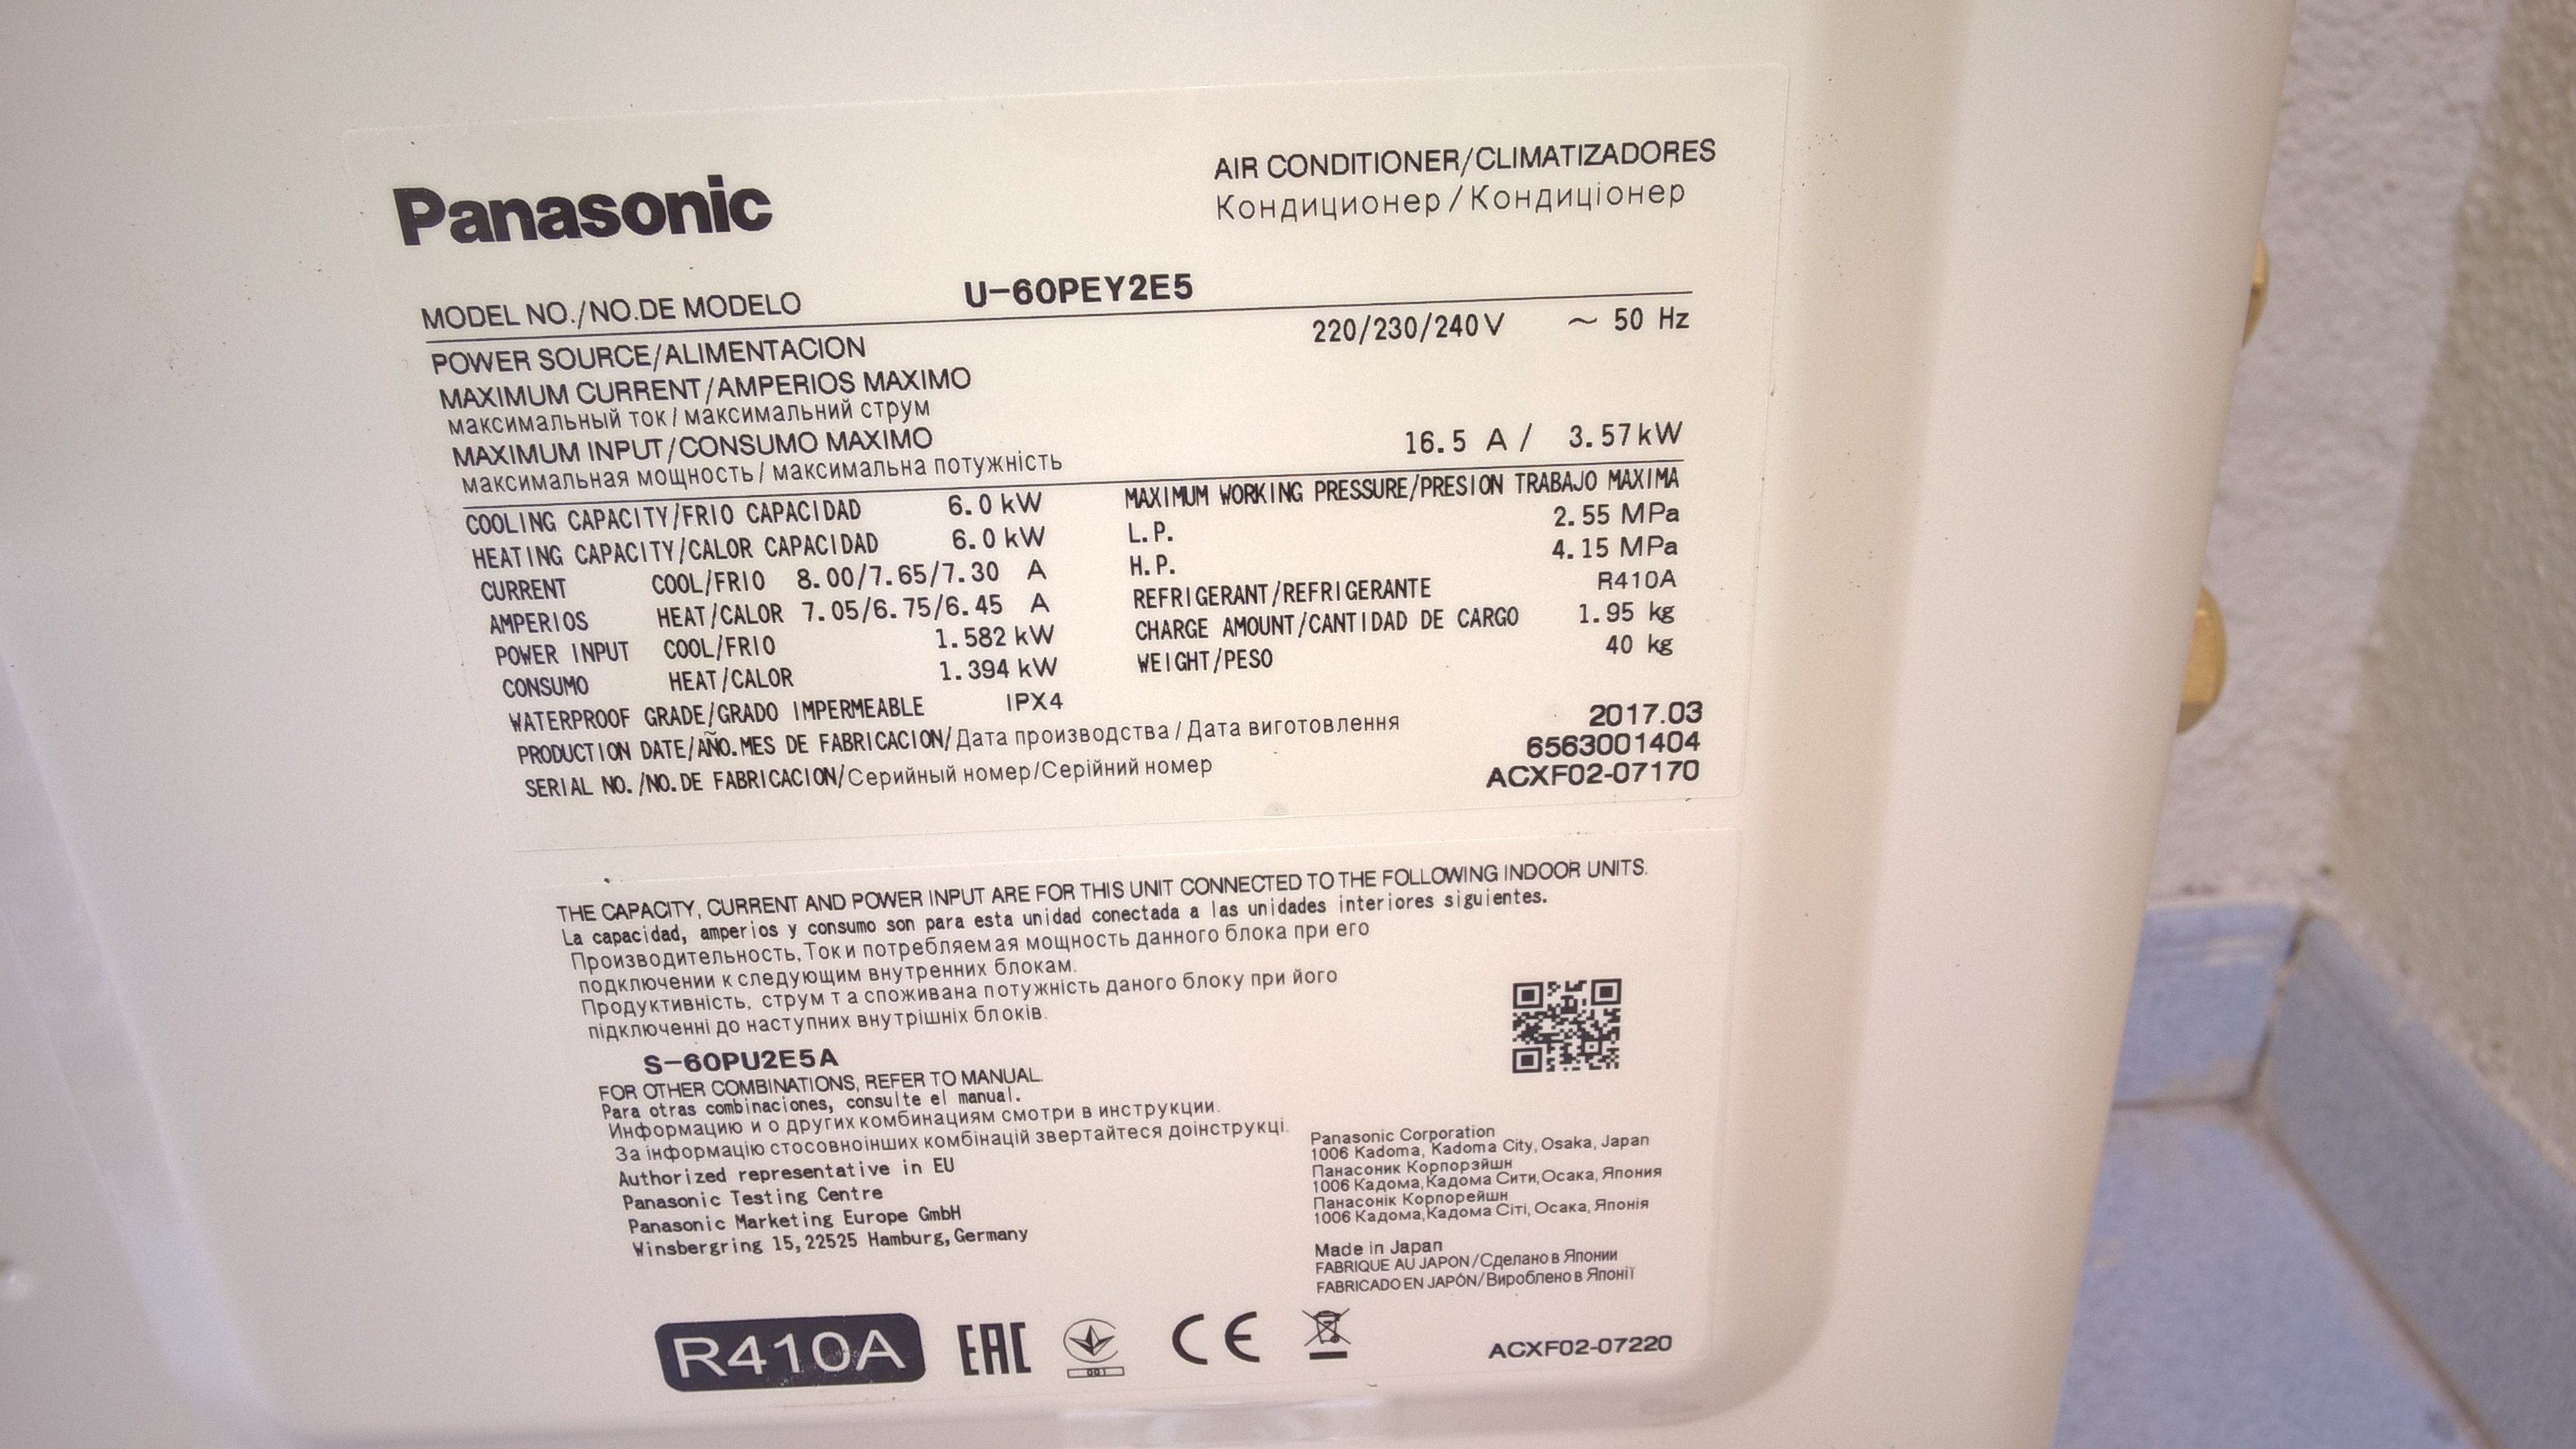 Panasonic
AIR CONDITIONER/CLIMATIZADORES
Кондиционер/Кондиціонер
MODEL NO./NO.DE MODELO U-60PEY2E5
POWER SOURCE/ALIMENTACION 220/230/240V ~ 50 Hz
MAXIMUM CURRENT/AMPERIOS MAXIMO
максимальный ток/максимальний струм
MAXIMUM INPUT/CONSUMO MAXIMO 16.5 A / 3.57kW
максимальная мощность/максимальна потужність
COOLING CAPACITY/FRIO CAPACIDAD 6.0 kW
HEATING CAPACITY/CALOR CAPACIDAD 6.0 kW
CURRENT COOL/FRIO 8.00/7.65/7.30 A
AMPERIOS HEAT/CALOR 7.05/6.75/6.45 A
POWER INPUT COOL/FRIO 1.582 kW
CONSUMO HEAT/CALOR 1.394 kW
WATERPROOF GRADE/GRADO IMPERMEABLE IPX4
MAXIMUM WORKING PRESSURE/PRESION TRABAJO MAXIMA
L.P. 2.55 MPa
H.P. 4.15 MPa
REFRIGERANT/REFRIGERANTE R410A
CHARGE AMOUNT/CANTIDAD DE CARGO 1.95 kg
WEIGHT/PESO 40 kg
PRODUCTION DATE/AÑO.MES DE FABRICACION/Дата производства/Дата виготовлення 2017.03
SERIAL NO./NO.DE FABRICACION/Серийный номер/Серійний номер 6563001404
ACXF02-07170
THE CAPACITY, CURRENT AND POWER INPUT ARE FOR THIS UNIT CONNECTED TO THE FOLLOWING INDOOR UNITS.
La capacidad, amperios y consumo son para esta unidad conectada a las unidades interiores siguientes.
Производительность, Ток и потребляемая мощность данного блока при его
подключении к следующим внутренних блокам.
Продуктивність, струм т а споживана потужність даного блоку при його
підключенні до наступних внутрішніх блоків.
S-60PU2E5A
FOR OTHER COMBINATIONS, REFER TO MANUAL.
Para otras combinaciones, consulte el manual.
Информацию и о других комбинациям смотри в инструкции.
За інформацію стосовноінших комбінацій звертайтеся доінструкції.
Authorized representative in EU
Panasonic Testing Centre
Panasonic Marketing Europe GmbH
Winsbergring 15, 22525 Hamburg, Germany
Panasonic Corporation
1006 Kadoma, Kadoma City, Osaka, Japan
Панасоник Корпорэйшн
1006 Кадома, Кадома Сити, Осака, Япония
Панасонік Корпорейшн
1006 Кадома, Кадома Сіті, Осака, Японія
Made in Japan
FABRIQUE AU JAPON/Сделано в Японии
FABRICADO EN JAPÓN/Вироблено в Японії
R410A EAC 001 CE
ACXF02-07220